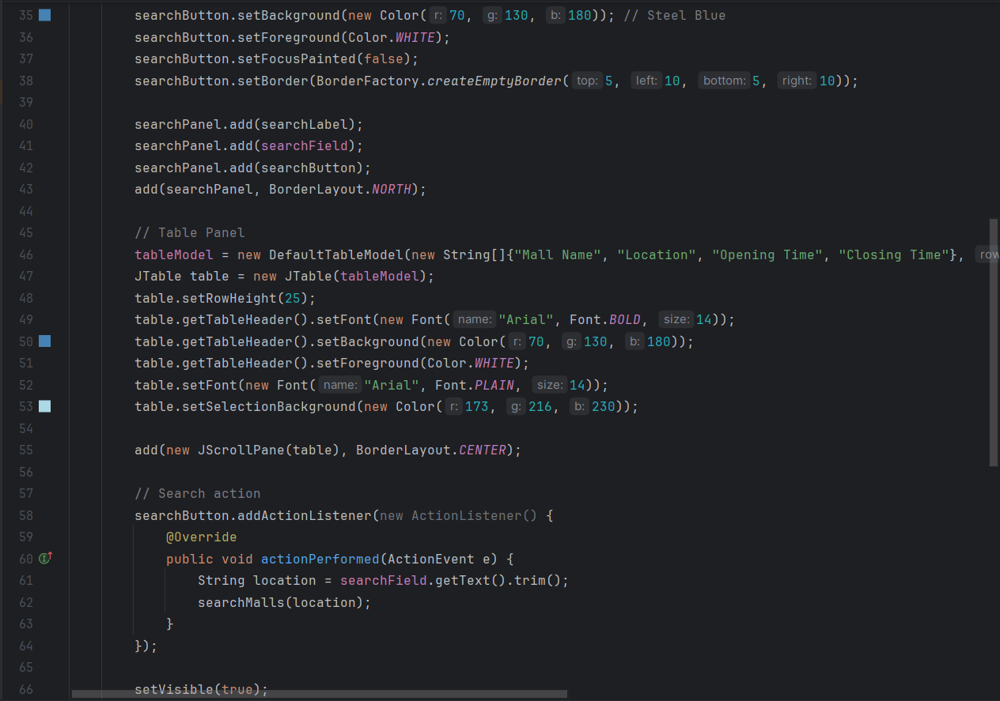 35 searchButton.setBackground(new Color( r: 70, g: 130, b: 180)); // Steel Blue
36 searchButton.setForeground(Color.WHITE);
37 searchButton.setFocusPainted(false);
38 searchButton.setBorder(BorderFactory.createEmptyBorder( top: 5, left: 10, bottom: 5, right: 10));
39
40 searchPanel.add(searchLabel);
41 searchPanel.add(searchField);
42 searchPanel.add(searchButton);
43 add(searchPanel, BorderLayout.NORTH);
44
45 // Table Panel
46 tableModel = new DefaultTableModel(new String[]{"Mall Name", "Location", "Opening Time", "Closing Time"}, row
47 JTable table = new JTable(tableModel);
48 table.setRowHeight(25);
49 table.getTableHeader().setFont(new Font( name: "Arial", Font.BOLD, size: 14));
50 table.getTableHeader().setBackground(new Color( r: 70, g: 130, b: 180));
51 table.getTableHeader().setForeground(Color.WHITE);
52 table.setFont(new Font( name: "Arial", Font.PLAIN, size: 14));
53 table.setSelectionBackground(new Color( r: 173, g: 216, b: 230));
54
55 add(new JScrollPane(table), BorderLayout.CENTER);
56
57 // Search action
58 searchButton.addActionListener(new ActionListener() {
59 @Override
60 public void actionPerformed(ActionEvent e) {
61 String location = searchField.getText().trim();
62 searchMalls(location);
63 }
64 });
65
66 setVisible(true);